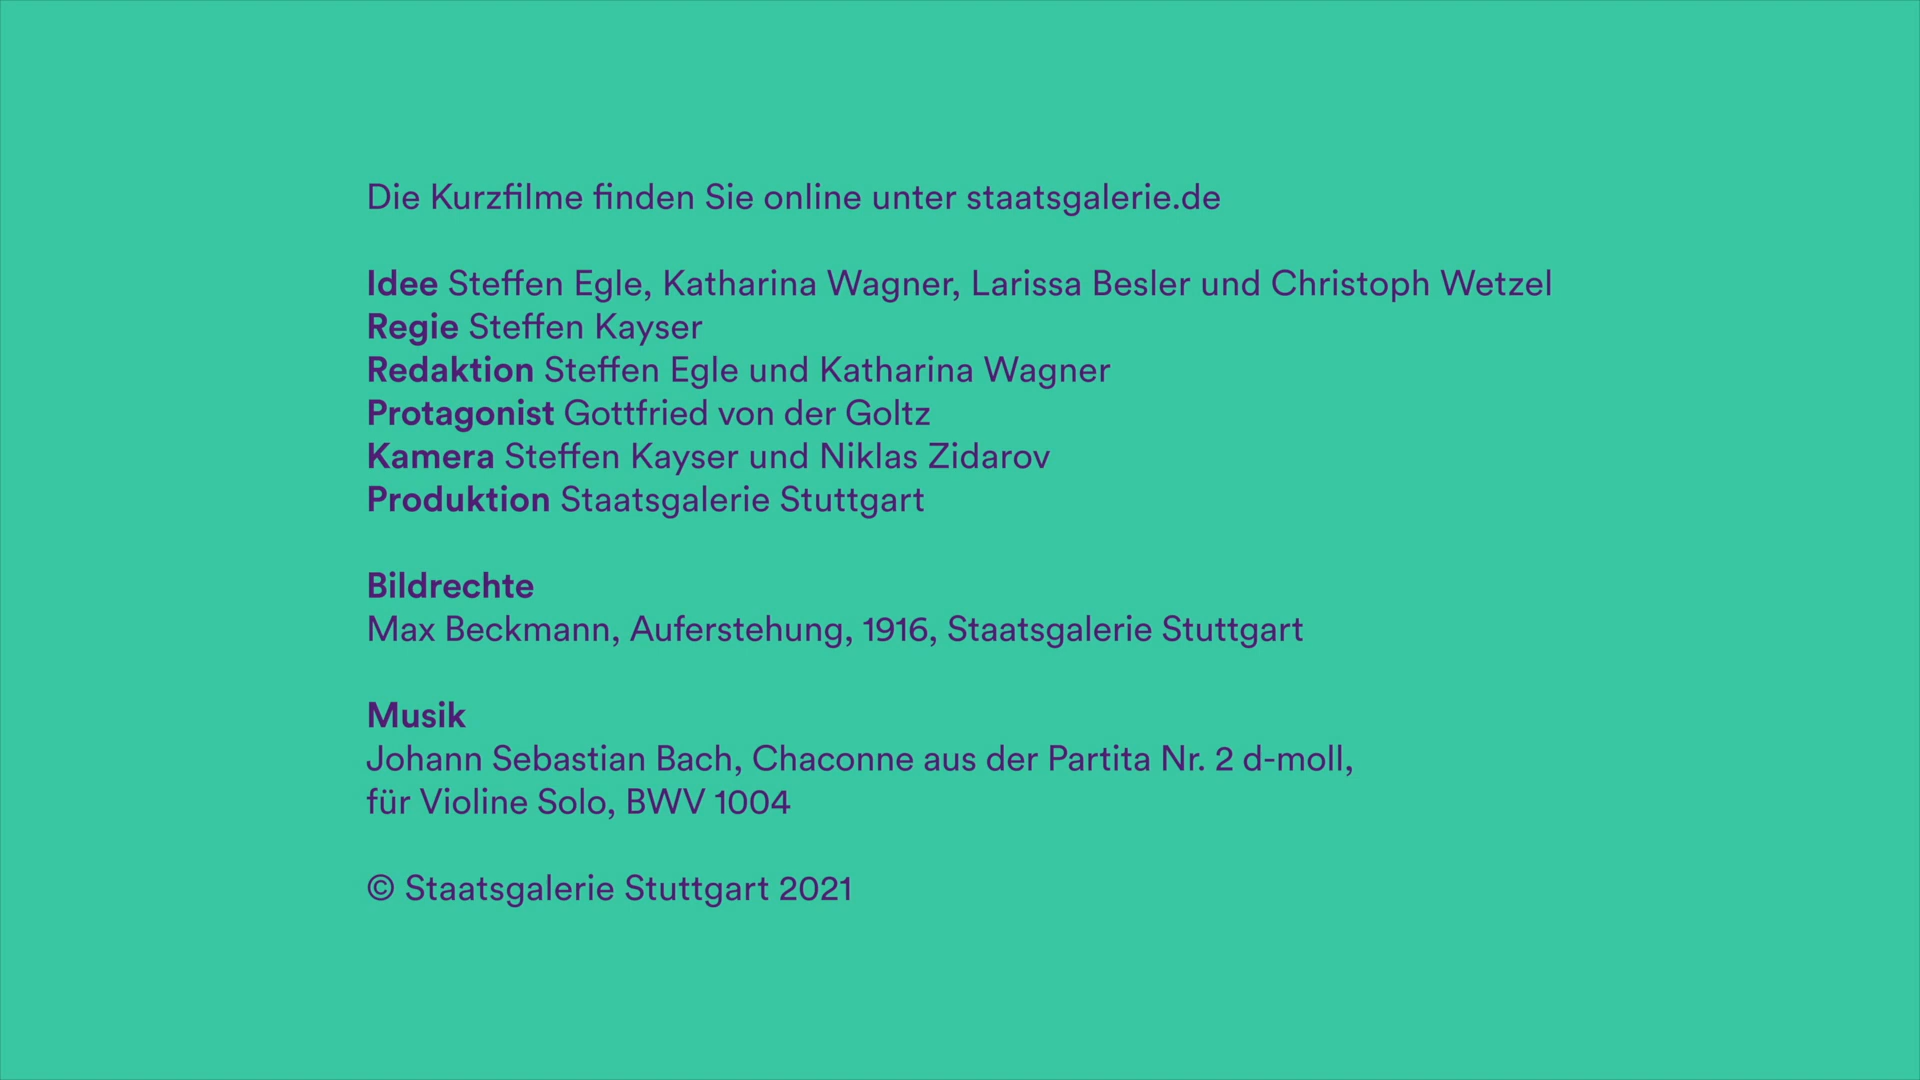 Die Kurzfilme finden Sie online unter staatsgalerie.de
Idee Steffen Egle, Katharina Wagner, Larissa Besler und Christoph Wetzel
Regie Steffen Kayser
Redaktion Steffen Egle und Katharina Wagner
Protagonist Gottfried von der Goltz
Kamera Steffen Kayser und Niklas Zidarov
Produktion Staatsgalerie Stuttgart
Bildrechte
Max Beckmann, Auferstehung, 1916, Staatsgalerie Stuttgart
Musik
Johann Sebastian Bach, Chaconne aus der Partita Nr. 2 d-moll,
für Violine Solo, BWV 1004
© Staatsgalerie Stuttgart 2021